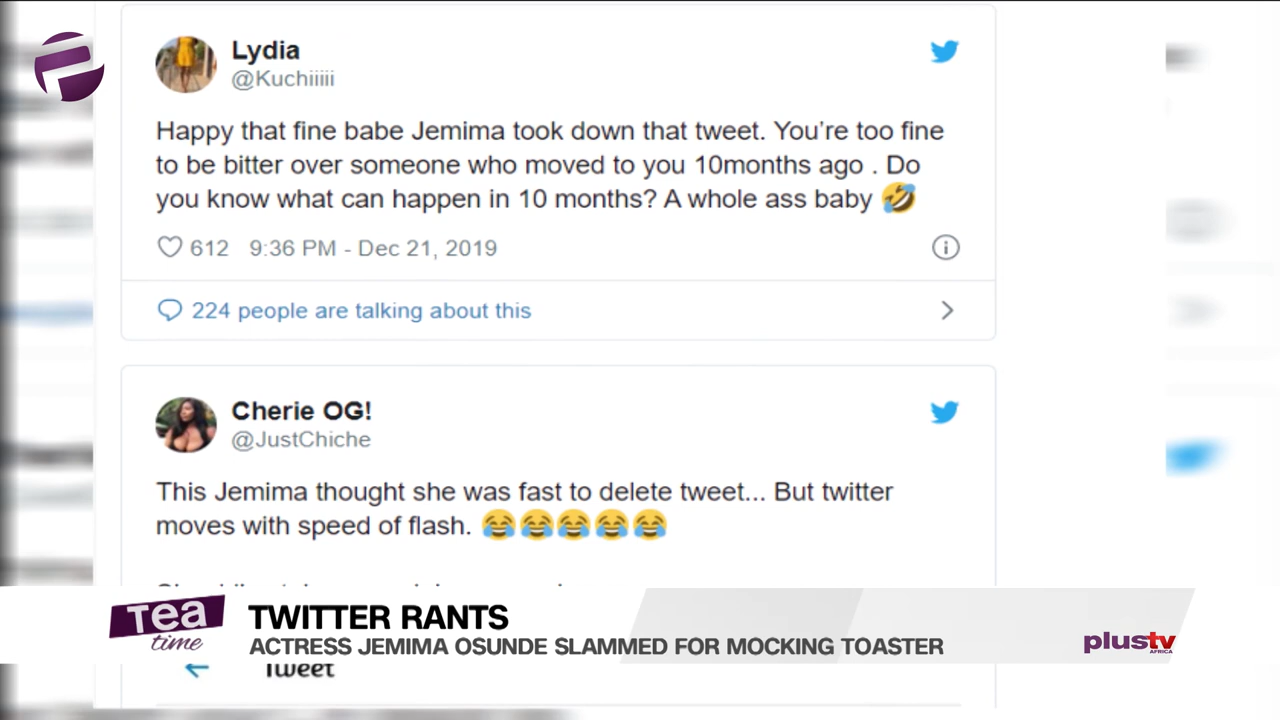 Lydia
@Kuchiiiii
Happy that fine babe Jemima took down that tweet. You're too fine
to be bitter over someone who moved to you 10months ago . Do
you know what can happen in 10 months? A whole ass baby 🤣
612 9:36 PM - Dec 21, 2019
224 people are talking about this
Cherie OG!
@JustChiche
This Jemima thought she was fast to delete tweet... But twitter
moves with speed of flash. 😂😂😂😂😂
Tea
time
TWITTER RANTS
ACTRESS JEMIMA OSUNDE SLAMMED FOR MOCKING TOASTER
plustv
AFRICA
Tweet